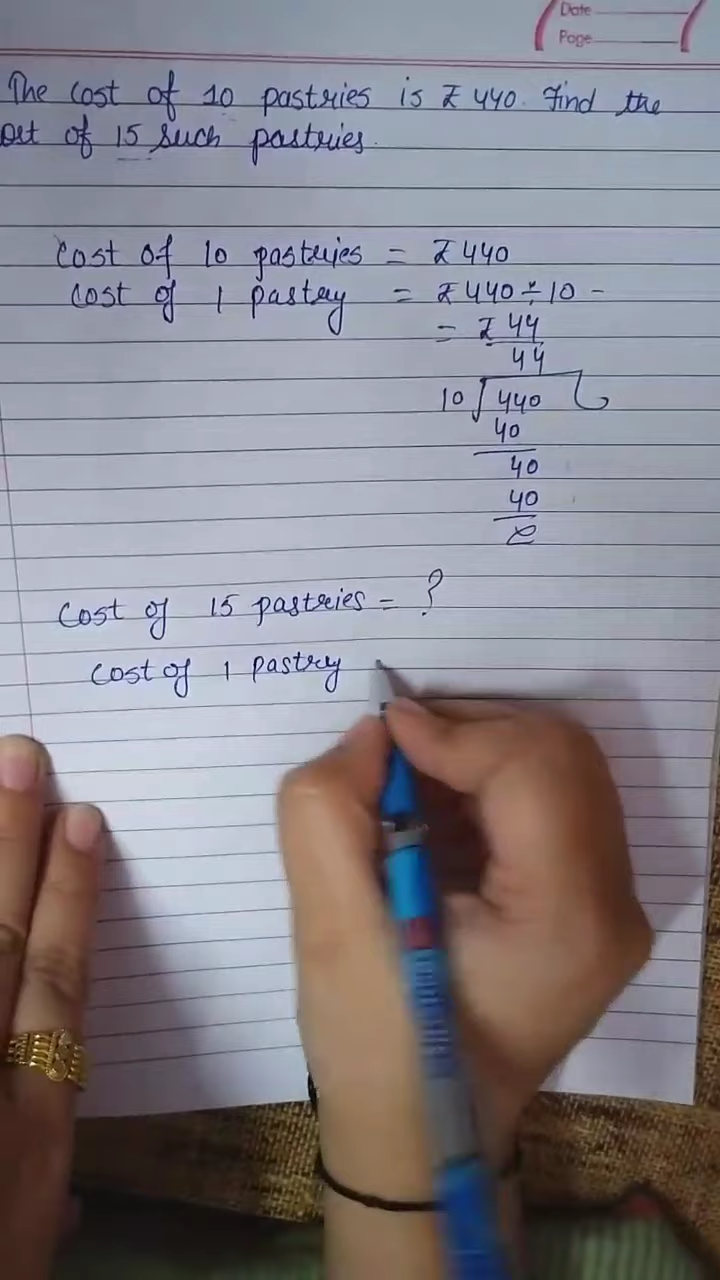 Date
Page
The cost of 10 pastries is ₹ 440. Find the
ost of 15 such pastries.
Cost of 10 pastries = ₹ 440
Cost of 1 pastry = ₹ 440 ÷ 10 -
= ₹ 44
44
10 440
40
40
40
0
Cost of 15 pastries = ?
Cost of 1 pastry